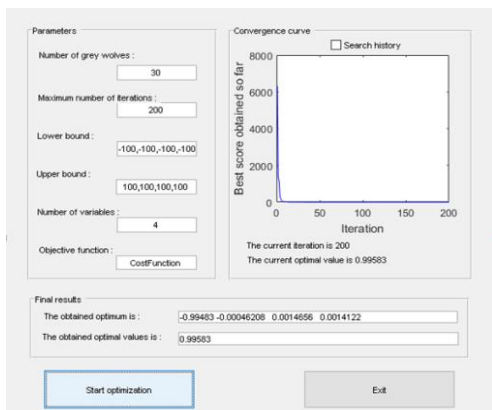 Parameters
Number of grey wolves :
30
Maximum number of iterations :
200
Lower bound :
-100,-100,-100,-100
Upper bound :
100,100,100,100
Number of variables :
4
Objective function :
CostFunction
Convergence curve
Search history
Best score obtained so far
8000
6000
4000
2000
0
0 50 100 150 200
Iteration
The current iteration is 200
The current optimal value is 0.99583
Final results
The obtained optimum is : -0.99483 -0.00046208 0.0014656 0.0014122
The obtained optimal values is : 0.99583
Start optimization
Exit